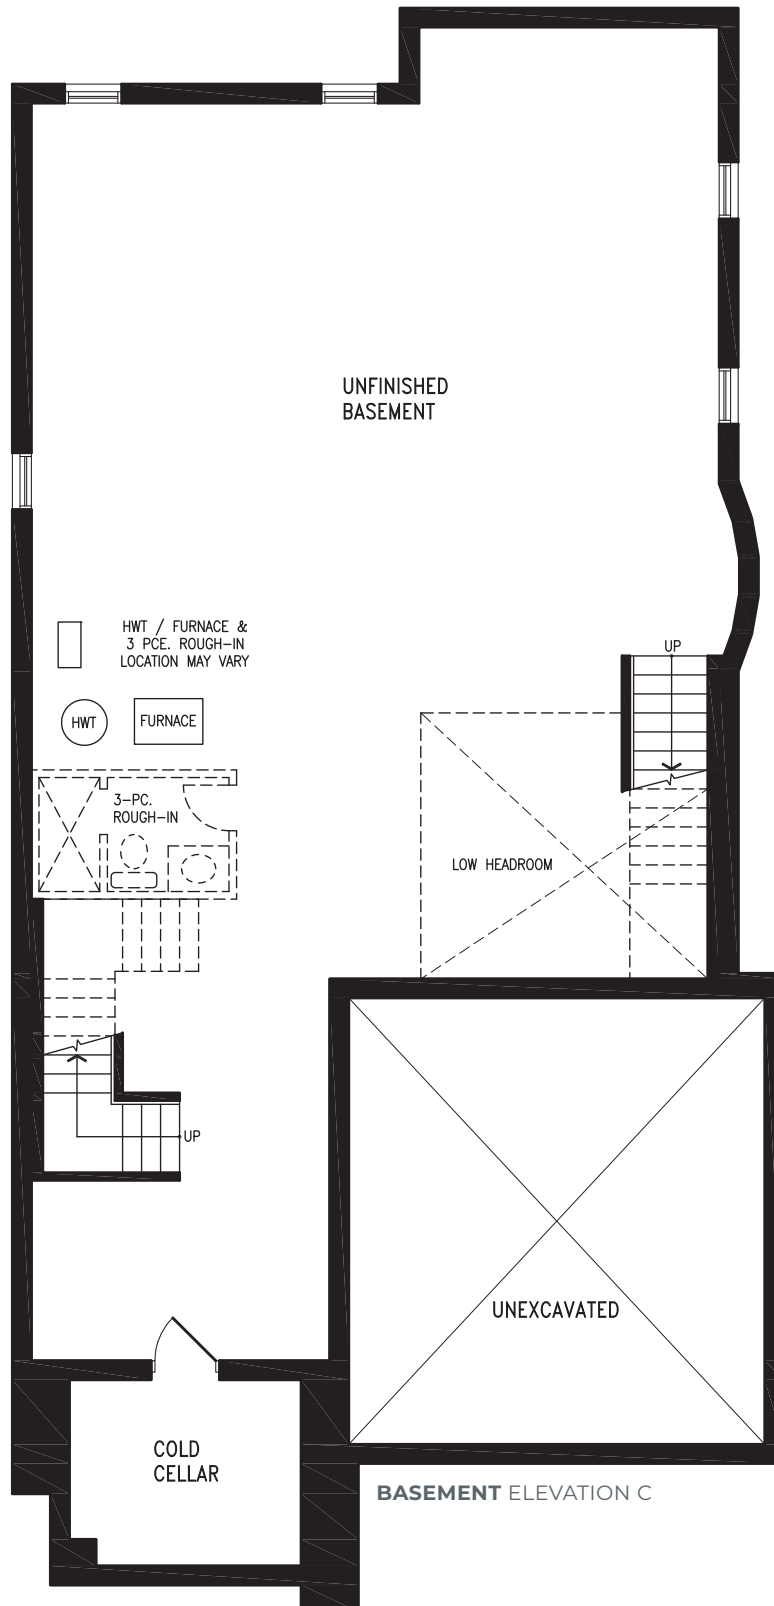 UNFINISHED
BASEMENT
HWT / FURNACE &
3 PCE. ROUGH-IN
LOCATION MAY VARY
UP
HWT
FURNACE
3-PC.
ROUGH-IN
LOW HEADROOM
UP
UNEXCAVATED
COLD
CELLAR
BASEMENT ELEVATION C